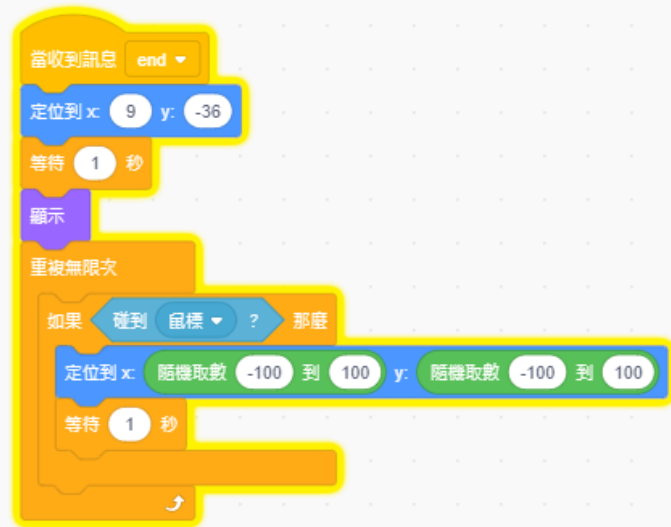 當收到訊息 end
定位到 x: 9 y: -36
等待 1 秒
顯示
重複無限次
如果 碰到 鼠標 ? 那麼
定位到 x: 隨機取數 -100 到 100 y: 隨機取數 -100 到 100
等待 1 秒